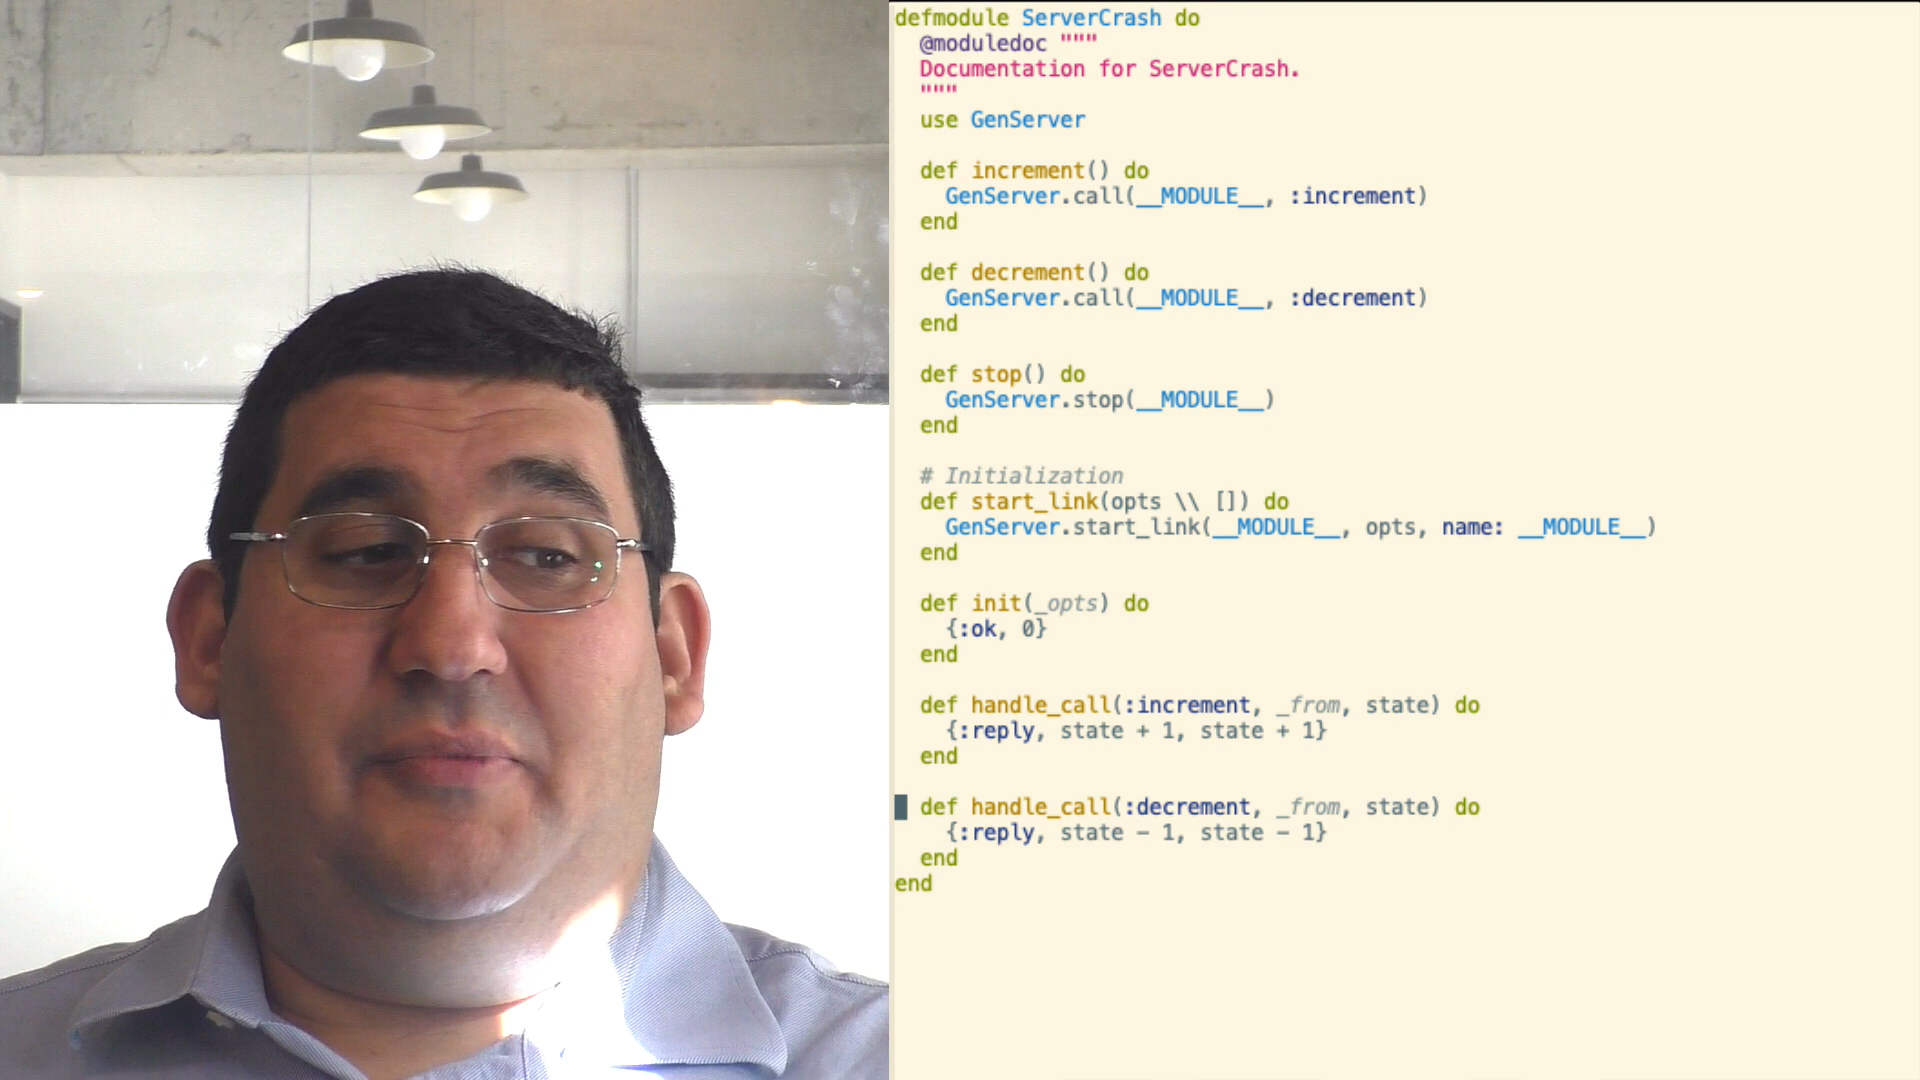 defmodule ServerCrash do
  @moduledoc """
  Documentation for ServerCrash.
  """
  use GenServer

  def increment() do
    GenServer.call(__MODULE__, :increment)
  end

  def decrement() do
    GenServer.call(__MODULE__, :decrement)
  end

  def stop() do
    GenServer.stop(__MODULE__)
  end

  # Initialization
  def start_link(opts \\ []) do
    GenServer.start_link(__MODULE__, opts, name: __MODULE__)
  end

  def init(_opts) do
    {:ok, 0}
  end

  def handle_call(:increment, _from, state) do
    {:reply, state + 1, state + 1}
  end

  def handle_call(:decrement, _from, state) do
    {:reply, state - 1, state - 1}
  end
end